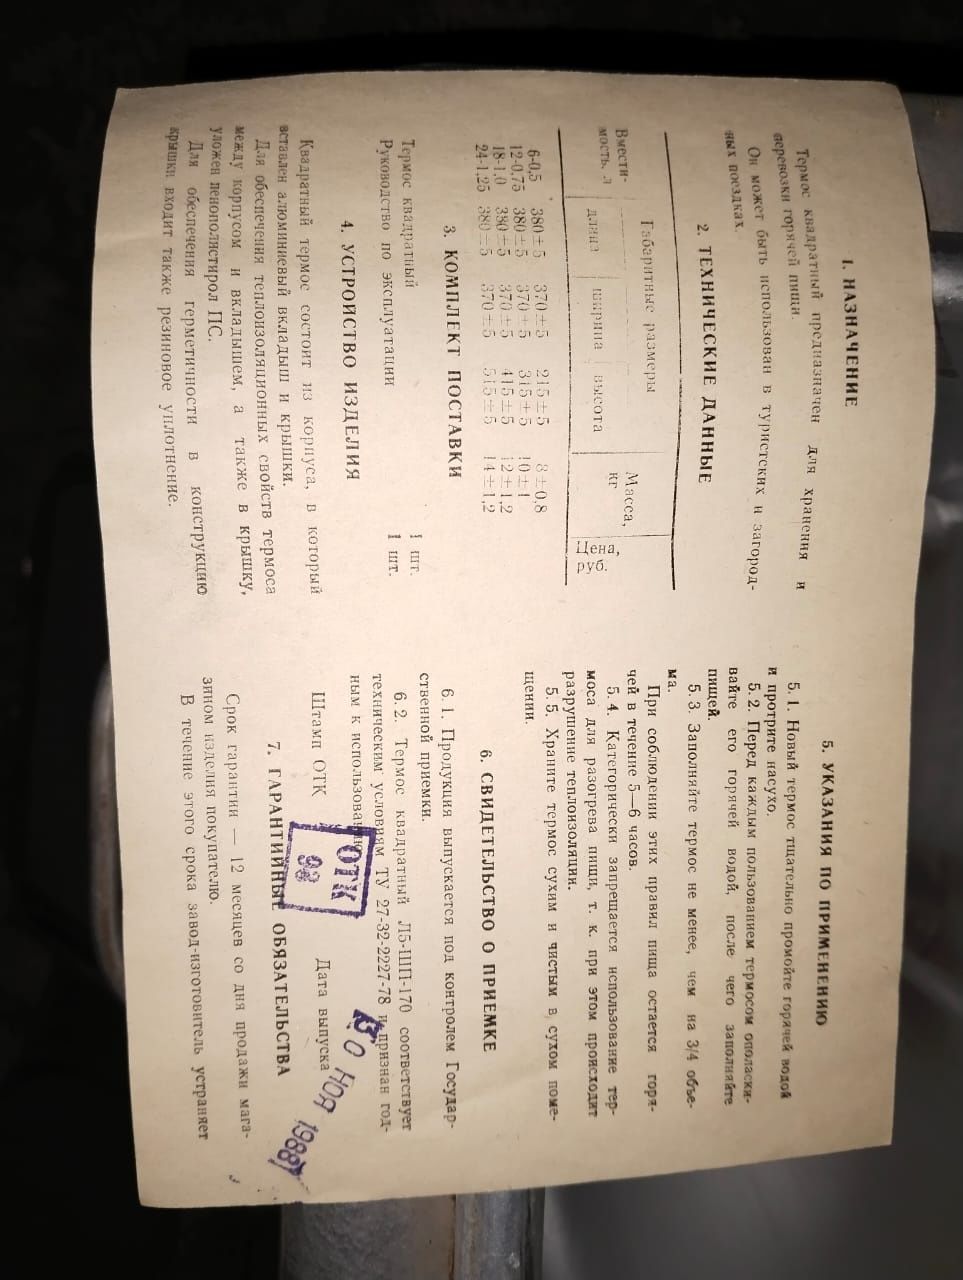 1. НАЗНАЧЕНИЕ
Термос квадратный предназначен для хранения и
перевозки горячей пищи.
Он может быть использован в туристских и загород-
ных поездках.
2. ТЕХНИЧЕСКИЕ ДАННЫЕ
Вмести-
мость, л
Габаритные размеры
Масса,
кг
Цена,
руб.
длина ширина высота
6-0,5 380±5 370±5 215±5 8±0,8
12-0,75 380±5 370±5 315±5 10±1
18-1,0 380±5 370±5 415±5 12±1,2
24-1,25 380±5 370±5 515±5 14±1,2
3. КОМПЛЕКТ ПОСТАВКИ
Термос квадратный 1 шт.
Руководство по эксплуатации 1 шт.
4. УСТРОЙСТВО ИЗДЕЛИЯ
Квадратный термос состоит из корпуса, в который
вставлен алюминиевый вкладыш и крышки.
Для обеспечения теплоизоляционных свойств термоса
между корпусом и вкладышем, а также в крышку,
уложен пенополистирол ПС.
Для обеспечения герметичности в конструкцию
крышки входит также резиновое уплотнение.
5. УКАЗАНИЯ ПО ПРИМЕНЕНИЮ
5. 1. Новый термос тщательно промойте горячей водой
и протрите насухо.
5. 2. Перед каждым пользованием термосом ополаски-
вайте его горячей водой, после чего заполняйте
пищей.
5. 3. Заполняйте термос не менее, чем на 3/4 объе-
ма.
При соблюдении этих правил пища остается горя-
чей в течение 5—6 часов.
5. 4. Категорически запрещается использование тер-
моса для разогрева пищи, т. к. при этом происходит
разрушение теплоизоляции.
5. 5. Храните термос сухим и чистым в сухом поме-
щении.
6. СВИДЕТЕЛЬСТВО О ПРИЕМКЕ
6. 1. Продукция выпускается под контролем Государ-
ственной приемки.
6. 2. Термос квадратный Л5-ШП-170 соответствует
техническим условиям ТУ 27-32-2227-78 и признан год-
ным к использованию
Штамп ОТК Дата выпуска
ОТК
НОЯ 1988
7. ГАРАНТИЙНЫЕ ОБЯЗАТЕЛЬСТВА
Срок гарантии — 12 месяцев со дня продажи мага-
зином изделия покупателю.
В течение этого срока завод-изготовитель устраняет